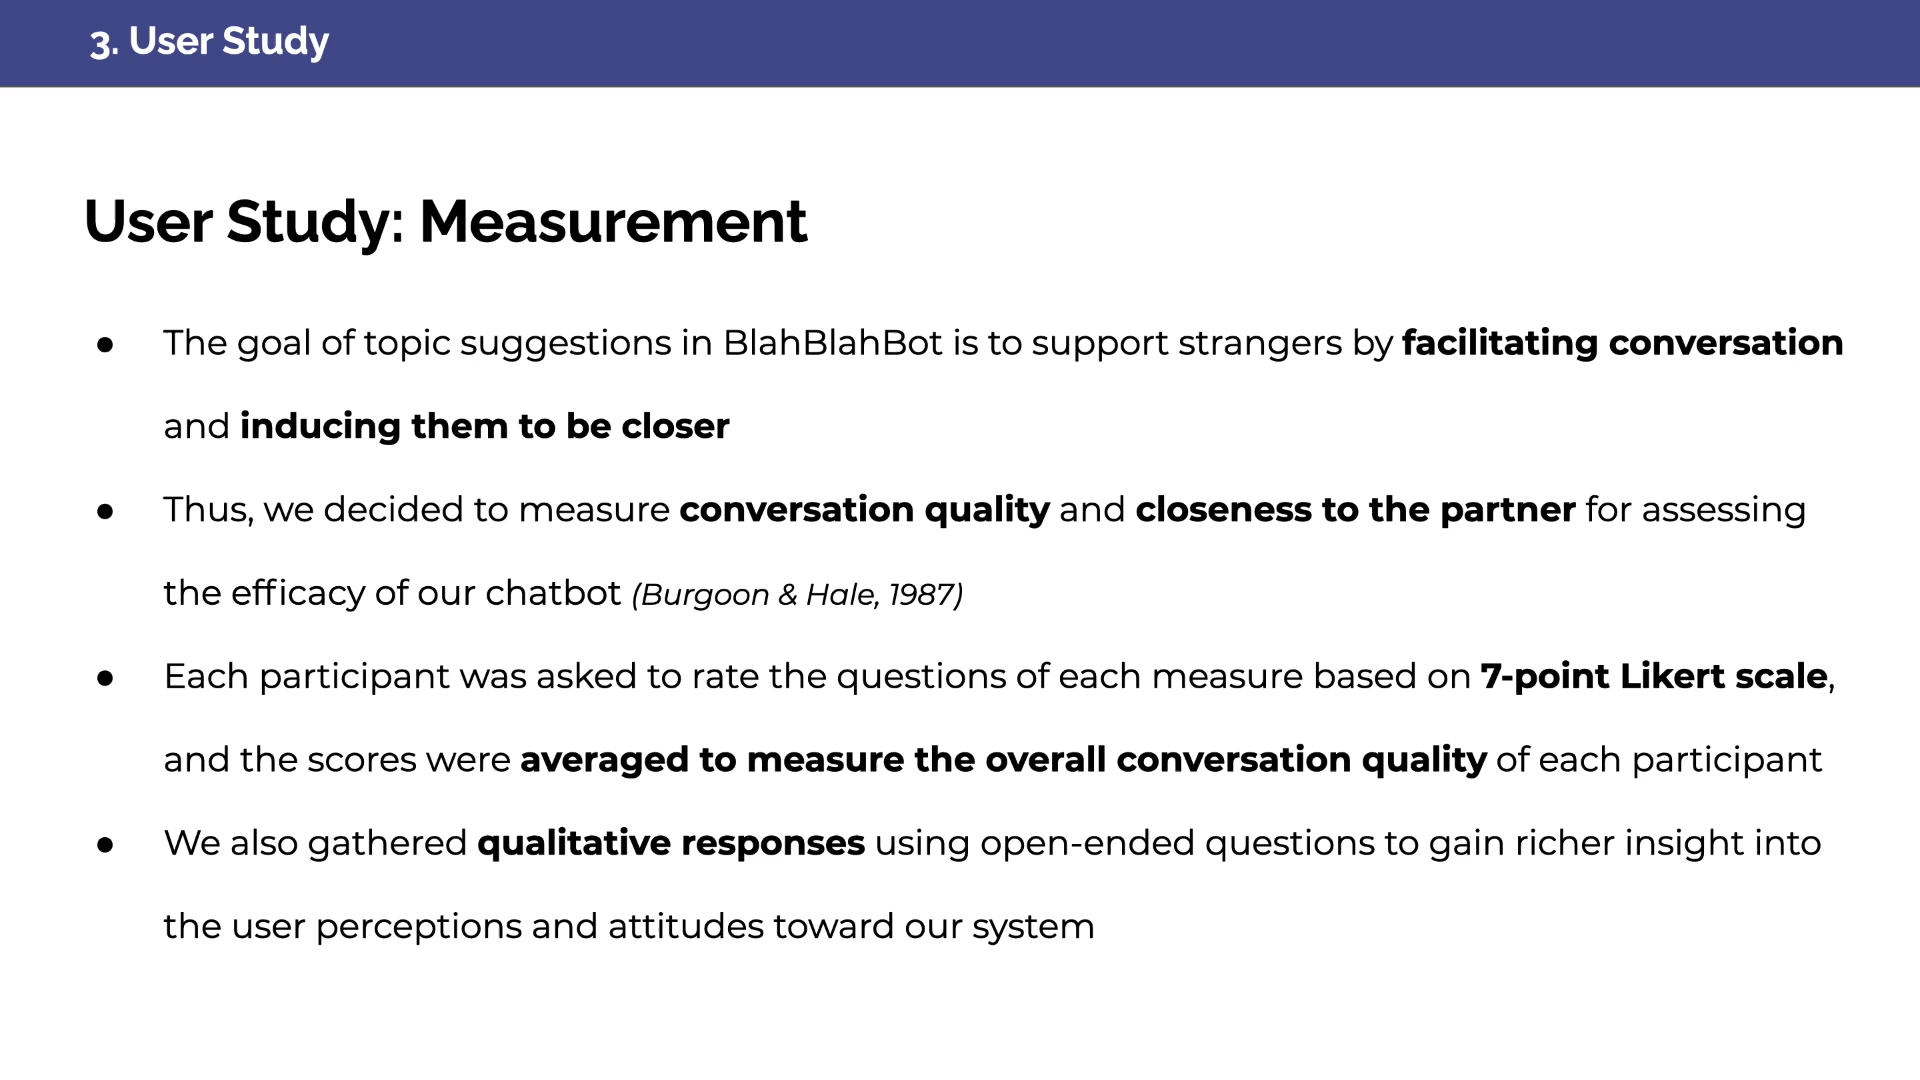 3. User Study
User Study: Measurement
● The goal of topic suggestions in BlahBlahBot is to support strangers by facilitating conversation
and inducing them to be closer
● Thus, we decided to measure conversation quality and closeness to the partner for assessing
the efficacy of our chatbot (Burgoon & Hale, 1987)
● Each participant was asked to rate the questions of each measure based on 7-point Likert scale,
and the scores were averaged to measure the overall conversation quality of each participant
● We also gathered qualitative responses using open-ended questions to gain richer insight into
the user perceptions and attitudes toward our system